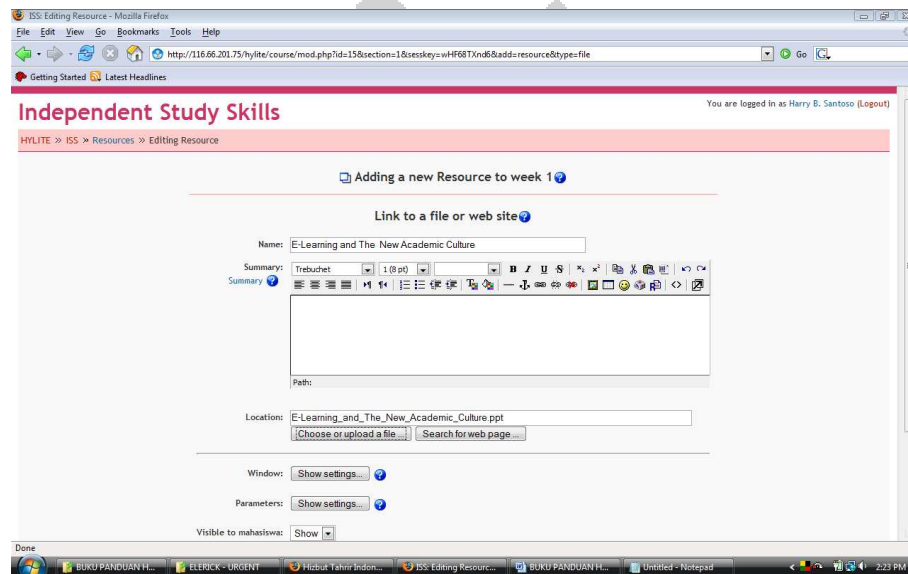 ISS: Editing Resource - Mozilla Firefox
File Edit View Go Bookmarks Tools Help
http://116.66.201.75/hylite/course/mod.php?id=15&section=1&sesskey=wHF68TXnd6&add=resource&type=file
Go
Getting Started Latest Headlines
Independent Study Skills
You are logged in as Harry B. Santoso (Logout)
HYLITE » ISS » Resources » Editing Resource
Adding a new Resource to week 1
Link to a file or web site
Name: E-Learning and The New Academic Culture
Summary: Trebuchet 1 (8 pt)
Summary
Path:
Location: E-Learning_and_The_New_Academic_Culture.ppt
Choose or upload a file ... Search for web page ...
Window: Show settings...
Parameters: Show settings...
Visible to mahasiswa: Show
Done
BUKU PANDUAN H... ELERICK - URGENT Hizbut Tahrir Indon... ISS: Editing Resourc... BUKU PANDUAN H... Untitled - Notepad 2:23 PM